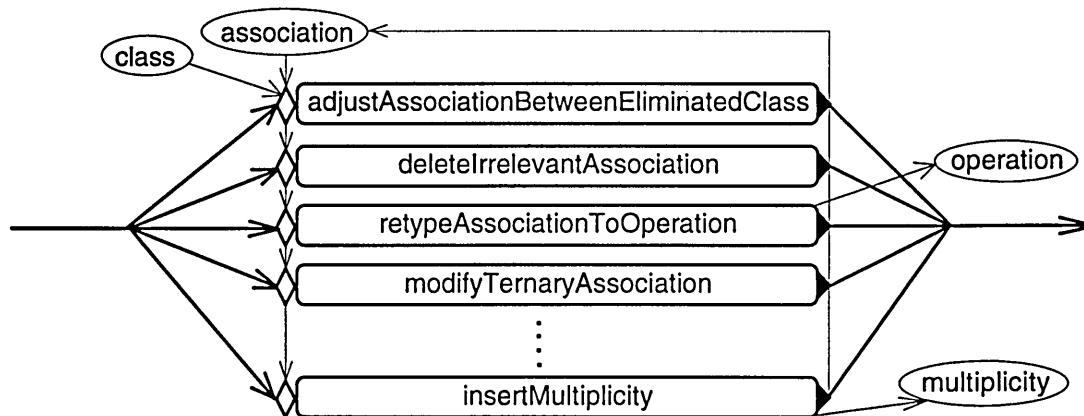 association
class
adjustAssociationBetweenEliminatedClass
deleteIrrelevantAssociation
operation
retypeAssociationToOperation
modifyTernaryAssociation
insertMultiplicity
multiplicity